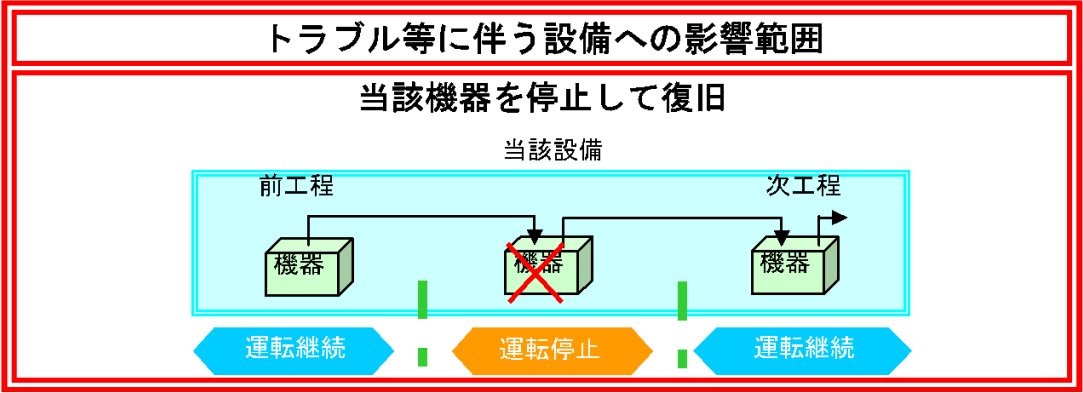 トラブル等に伴う設備への影響範囲
当該機器を停止して復旧
当該設備
前工程
次工程
機器
機器
機器
運転継続
運転停止
運転継続